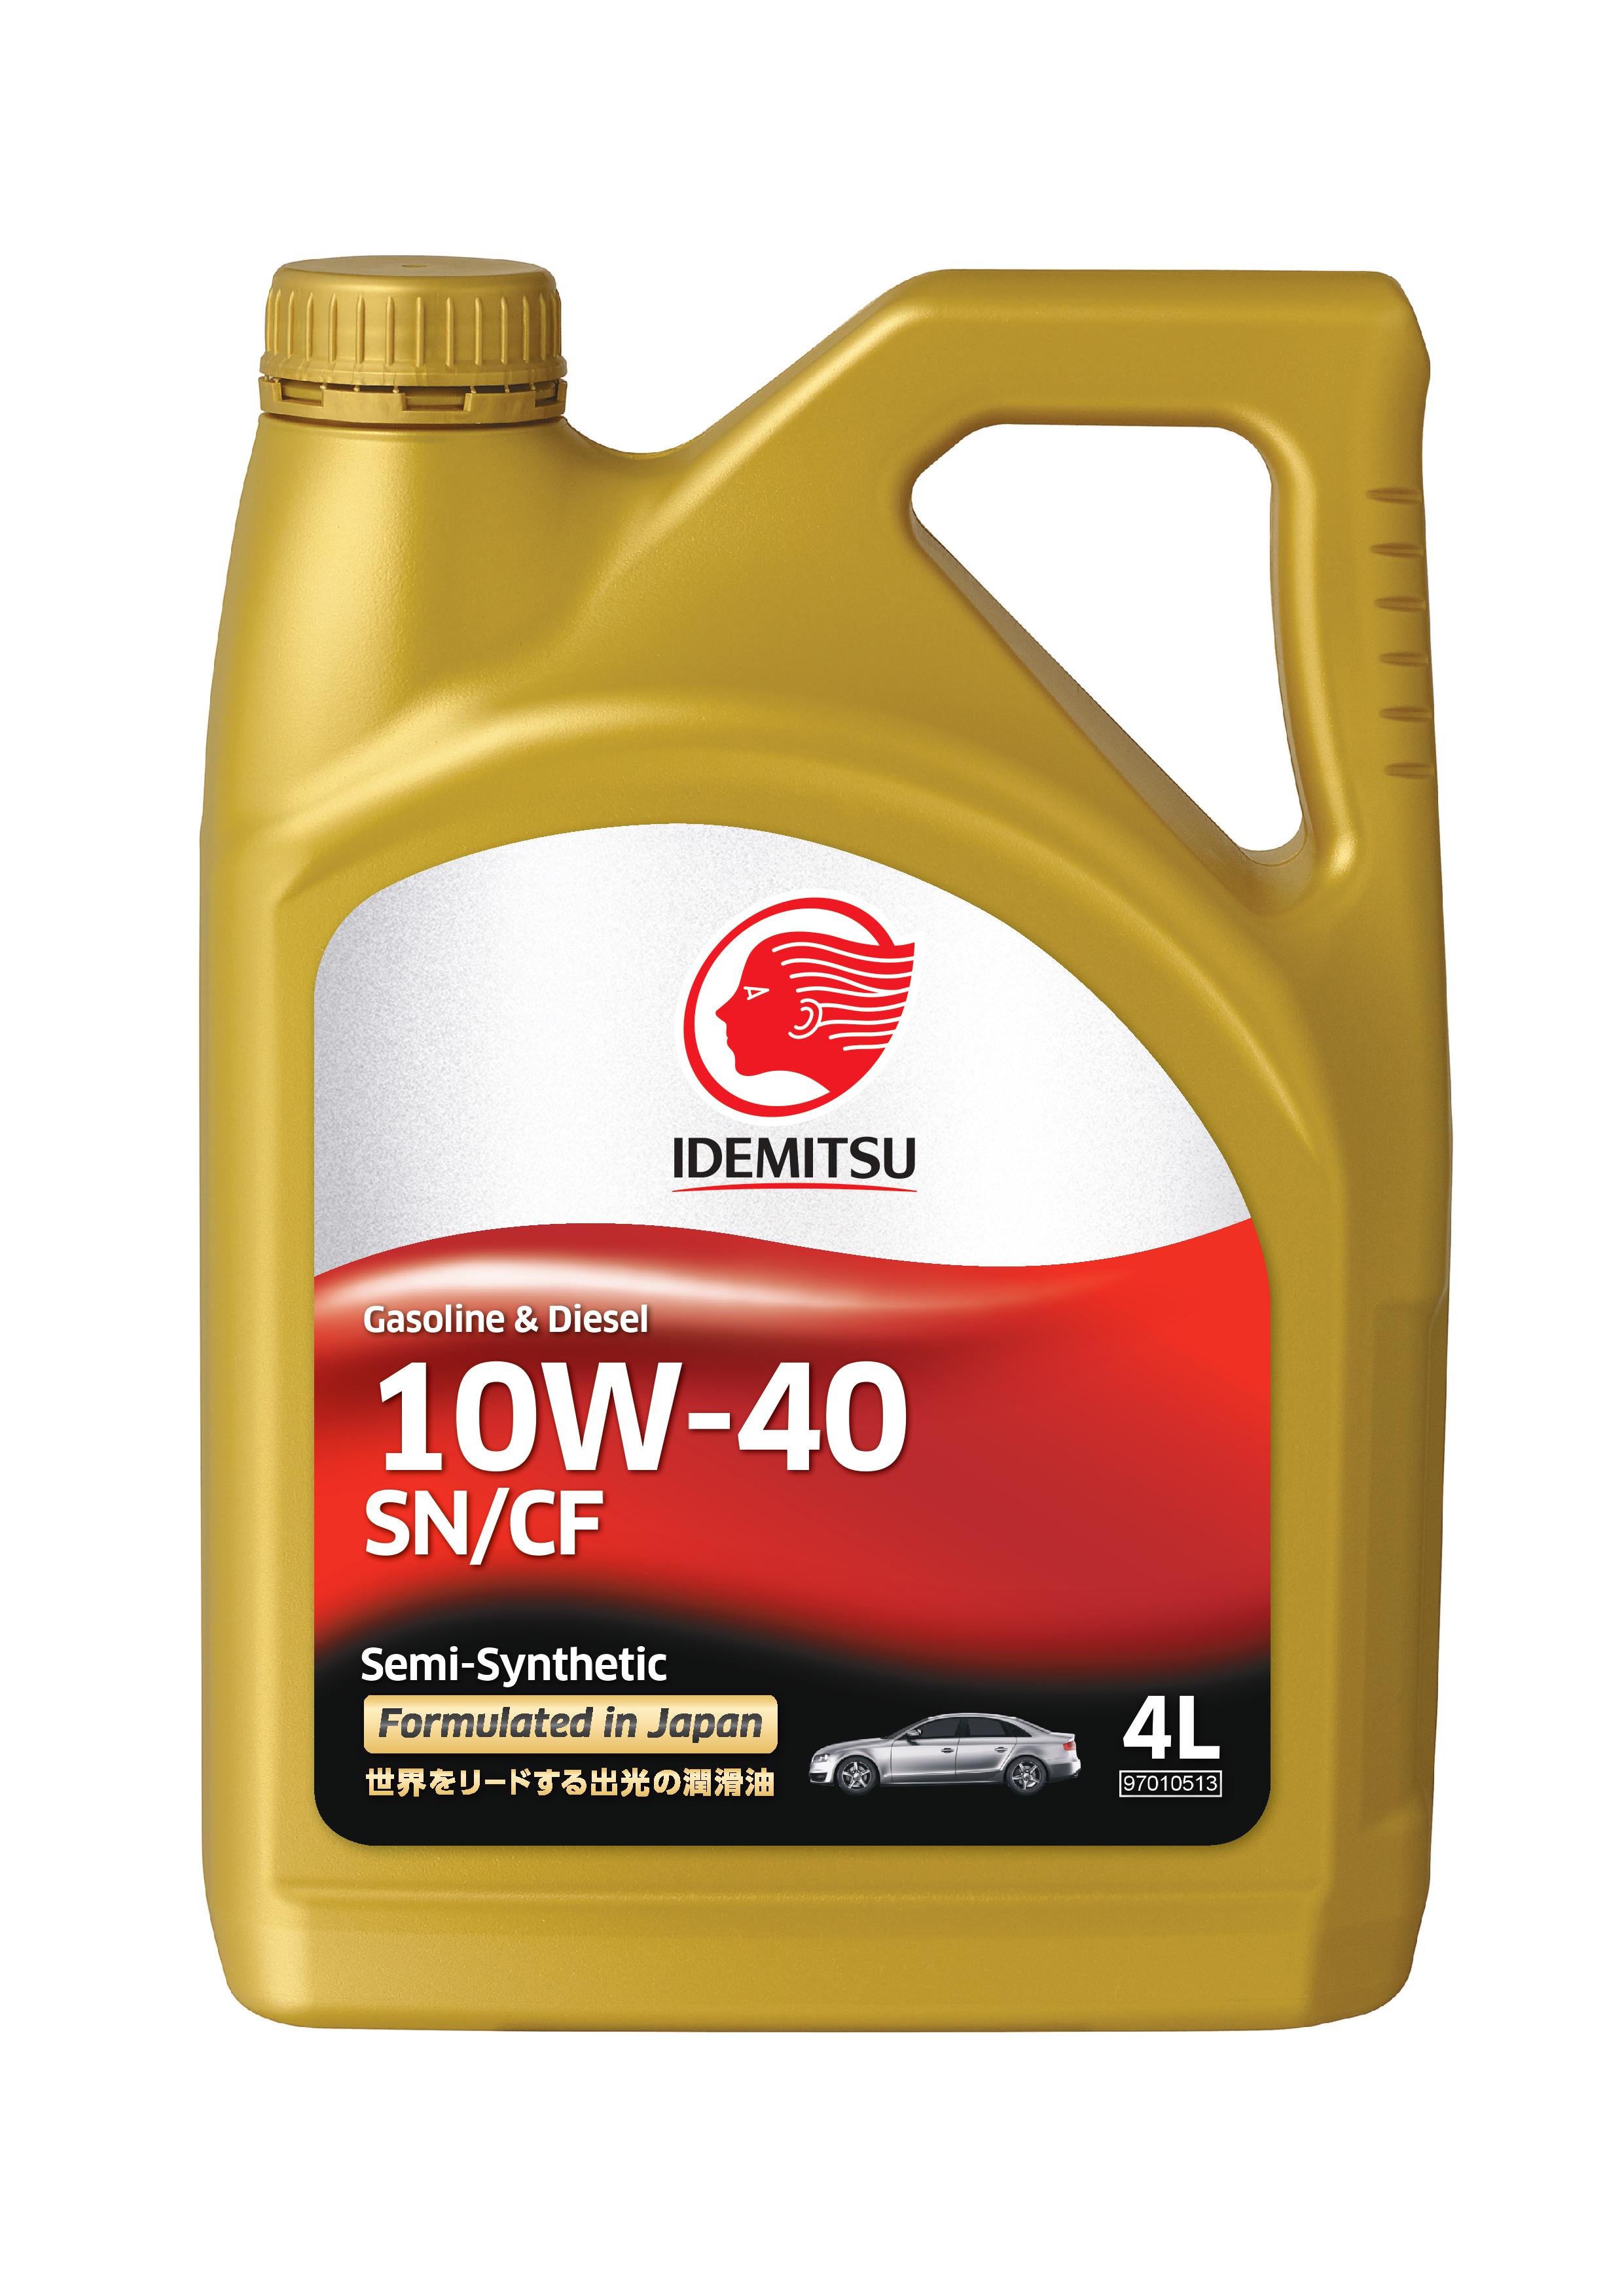 IDEMITSU
Gasoline & Diesel
10W-40
SN/CF
Semi-Synthetic
Formulated in Japan
世界をリードする出光の潤滑油
4L
97010513